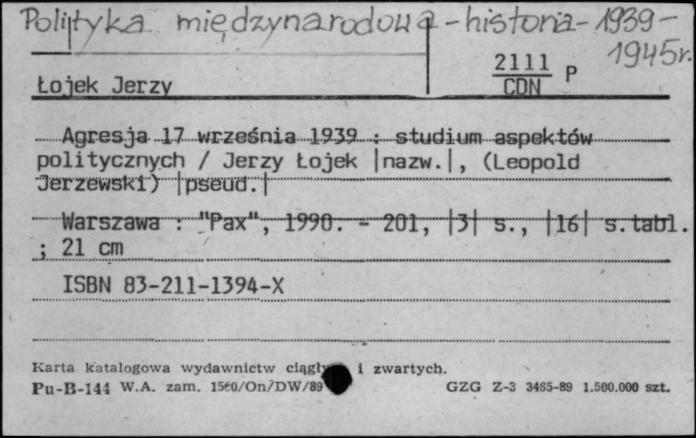 Polityka międzynarodowa - historia - 1939 -
1945r.
2111 P
CDN
Łojek Jerzy
Agresja 17 września 1939 : studium aspektów
politycznych / Jerzy Łojek |nazw.|, (Leopold
Jerzewski) |pseud.|
Warszawa : "Pax", 1990. - 201, |3| s., |16| s.tabl.
; 21 cm
ISBN 83-211-1394-X
Karta katalogowa wydawnictw i zwartych.
Pu-B-144 W.A. zam. 1560/On/DW/89 GZG Z-3 3485-89 1.500.000 szt.